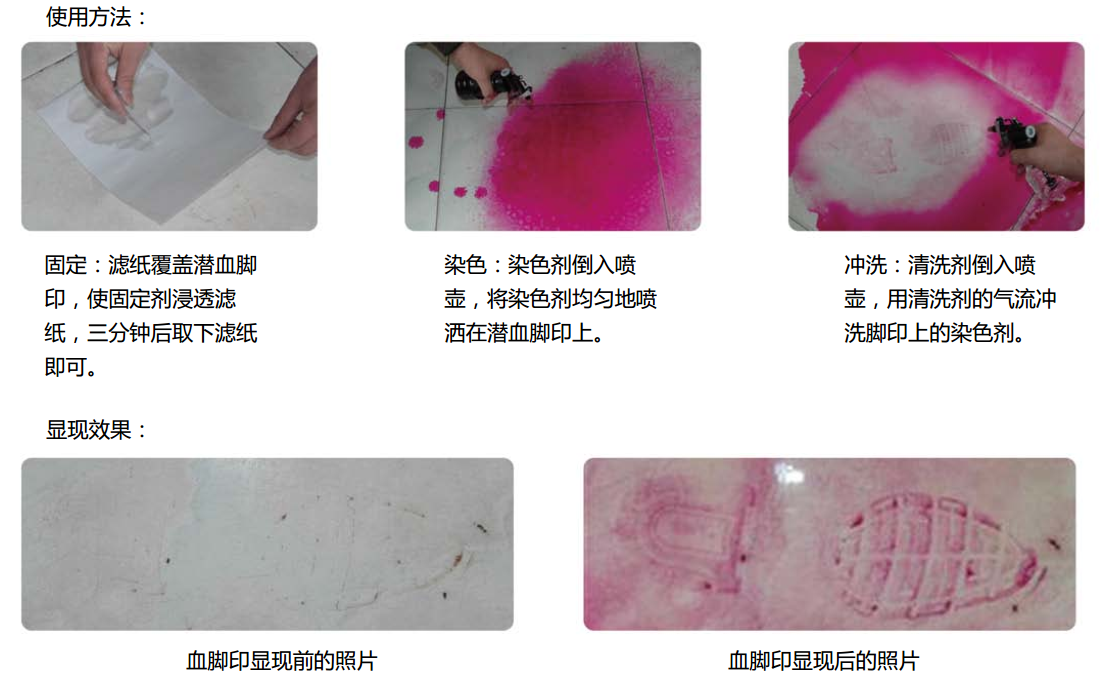 使用方法：
固定：滤纸覆盖潜血脚
印，使固定剂浸透滤
纸，三分钟后取下滤纸
即可。
染色：染色剂倒入喷
壶，将染色剂均匀地喷
洒在潜血脚印上。
冲洗：清洗剂倒入喷
壶，用清洗剂的气流冲
洗脚印上的染色剂。
显现效果：
血脚印显现前的照片
血脚印显现后的照片